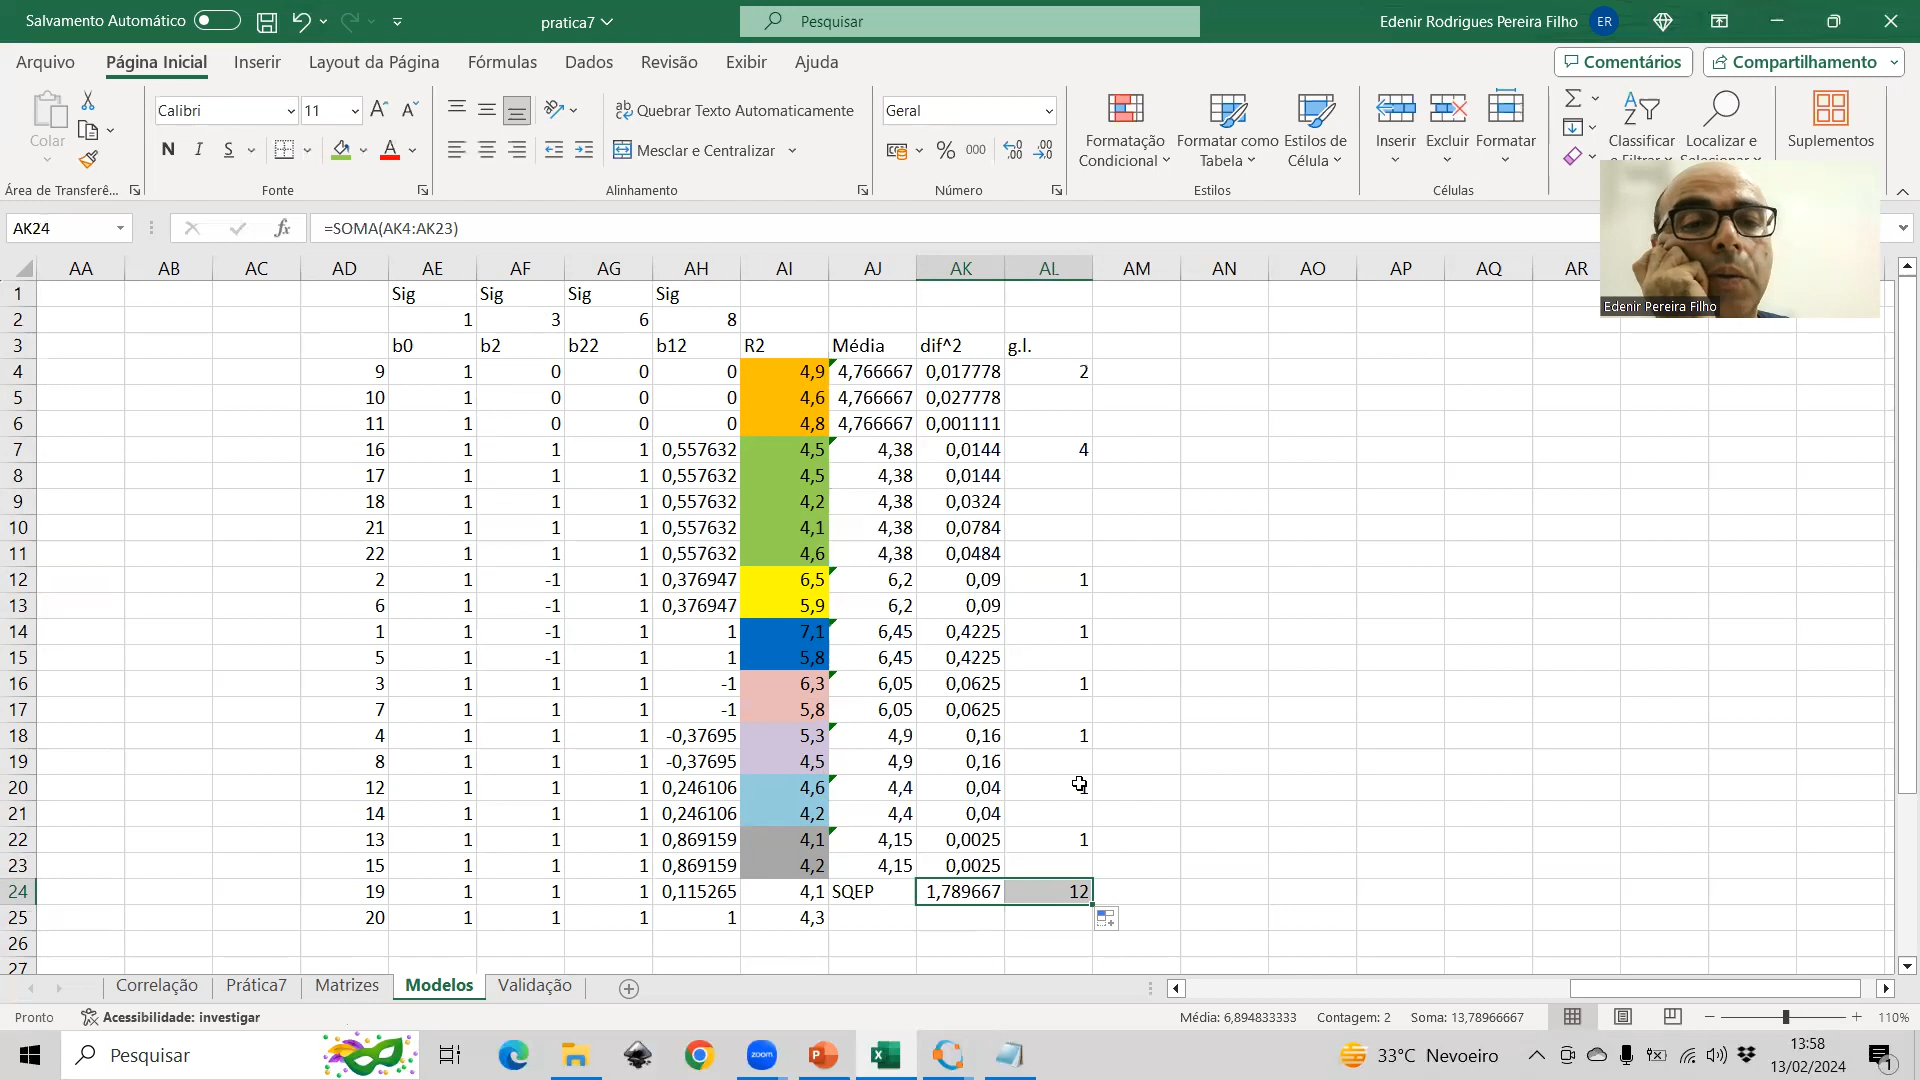 Salvamento Automático
pratica7
Pesquisar
Edenir Rodrigues Pereira Filho
ER
Arquivo Página Inicial Inserir Layout da Página Fórmulas Dados Revisão Exibir Ajuda
Comentários
Compartilhamento
Colar
Calibri 11
N I S
Quebrar Texto Automaticamente
Mesclar e Centralizar
Geral
% 000
Formatação Condicional
Formatar como Tabela
Estilos de Célula
Inserir
Excluir
Formatar
Classificar
Localizar e
Suplementos
Área de Transferê... Fonte Alinhamento Número Estilos Células
AK24 fx =SOMA(AK4:AK23)
Edenir Pereira Filho
AA AB AC AD AE AF AG AH AI AJ AK AL AM AN AO AP AQ AR
1 Sig Sig Sig Sig
2 1 3 6 8
3 b0 b2 b22 b12 R2 Média dif^2 g.l.
4 9 1 0 0 0 4,9 4,766667 0,017778 2
5 10 1 0 0 0 4,6 4,766667 0,027778
6 11 1 0 0 0 4,8 4,766667 0,001111
7 16 1 1 1 0,557632 4,5 4,38 0,0144 4
8 17 1 1 1 0,557632 4,5 4,38 0,0144
9 18 1 1 1 0,557632 4,2 4,38 0,0324
10 21 1 1 1 0,557632 4,1 4,38 0,0784
11 22 1 1 1 0,557632 4,6 4,38 0,0484
12 2 1 -1 1 0,376947 6,5 6,2 0,09 1
13 6 1 -1 1 0,376947 5,9 6,2 0,09
14 1 1 -1 1 1 7,1 6,45 0,4225 1
15 5 1 -1 1 1 5,8 6,45 0,4225
16 3 1 1 1 -1 6,3 6,05 0,0625 1
17 7 1 1 1 -1 5,8 6,05 0,0625
18 4 1 1 1 -0,37695 5,3 4,9 0,16 1
19 8 1 1 1 -0,37695 4,5 4,9 0,16
20 12 1 1 1 0,246106 4,6 4,4 0,04
21 14 1 1 1 0,246106 4,2 4,4 0,04
22 13 1 1 1 0,869159 4,1 4,15 0,0025 1
23 15 1 1 1 0,869159 4,2 4,15 0,0025
24 19 1 1 1 0,115265 4,1 SQEP 1,789667 12
25 20 1 1 1 1 4,3
26
27
Correlação Prática7 Matrizes Modelos Validação
Pronto Acessibilidade: investigar Média: 6,894833333 Contagem: 2 Soma: 13,78966667 110%
Pesquisar
zoom
33°C Nevoeiro
13:58
13/02/2024
1